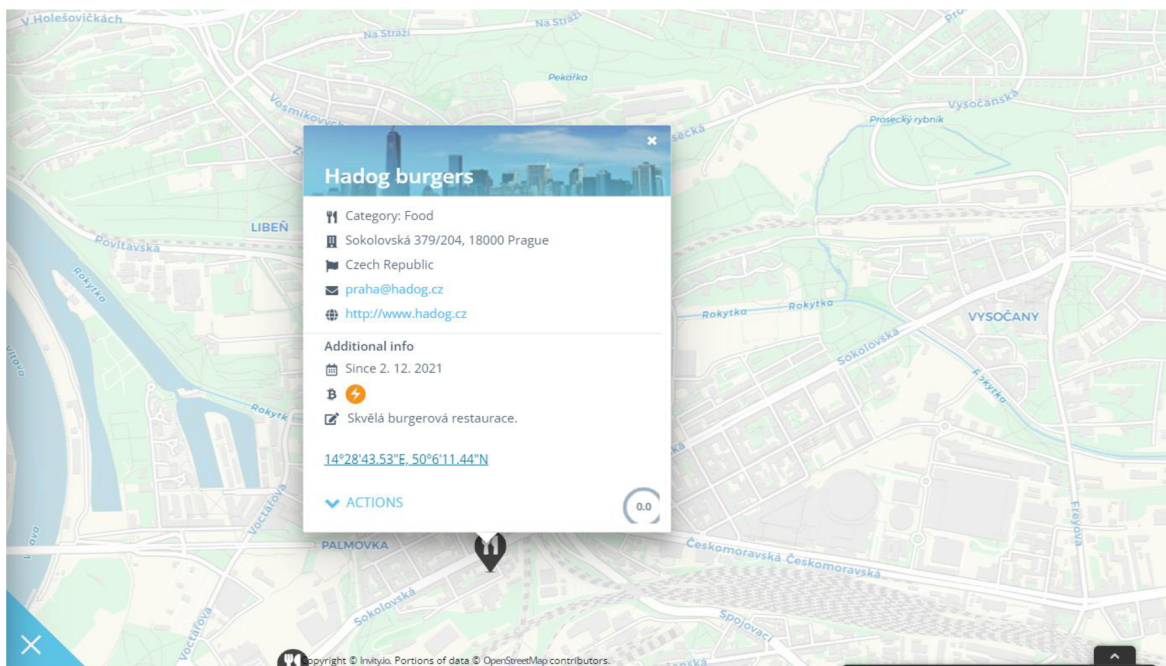 V Holešovičkách
Na Stráži
Na Stráži
Pekařka
Vysočanská
Prosecký rybník
Hadog burgers
Category: Food
LIBEŇ
Sokolovská 379/204, 18000 Prague
Povltavská
Czech Republic
Rokytka
praha@hadog.cz
http://www.hadog.cz
Rokytka
Rokytka
VYSOČANY
Additional info
Sokolovská
Since 2. 12. 2021
Rokytka
Skvělá burgerová restaurace.
14°28'43.53"E, 50°6'11.44"N
ACTIONS
0.0
Voctářova
Freyova
PALMOVKA
Českomoravská Českomoravská
Sokolovská
Spojovací
Voctářova
Copyright © Invity.io. Portions of data © OpenStreetMap contributors.